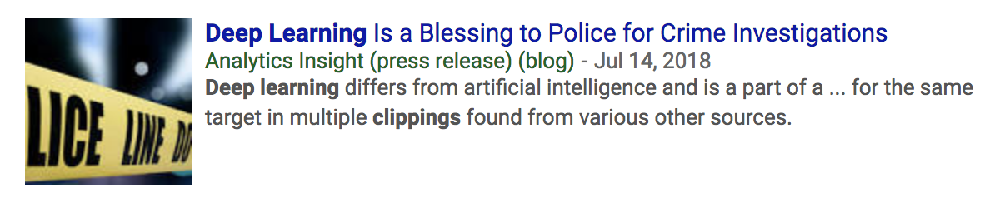 Deep Learning Is a Blessing to Police for Crime Investigations
Analytics Insight (press release) (blog) - Jul 14, 2018
Deep learning differs from artificial intelligence and is a part of a ... for the same
target in multiple clippings found from various other sources.
LICE LINE DO